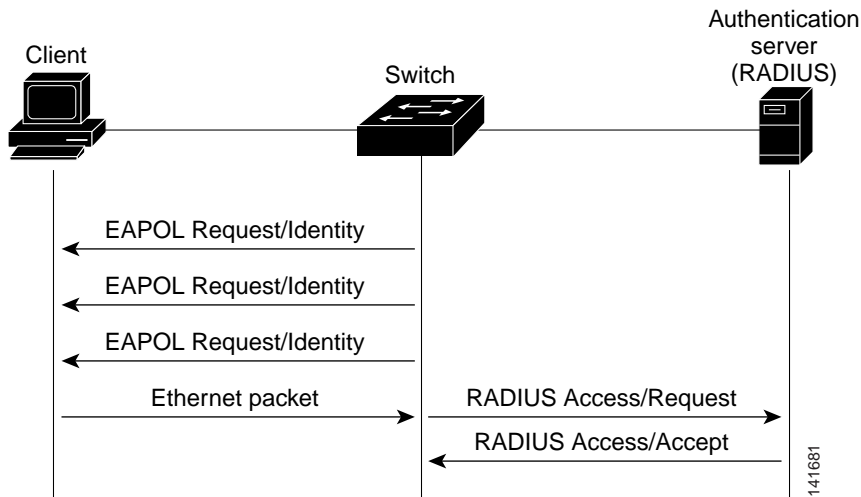 Authentication
server
(RADIUS)
Client
Switch
EAPOL Request/Identity
EAPOL Request/Identity
EAPOL Request/Identity
Ethernet packet
RADIUS Access/Request
RADIUS Access/Accept
141681